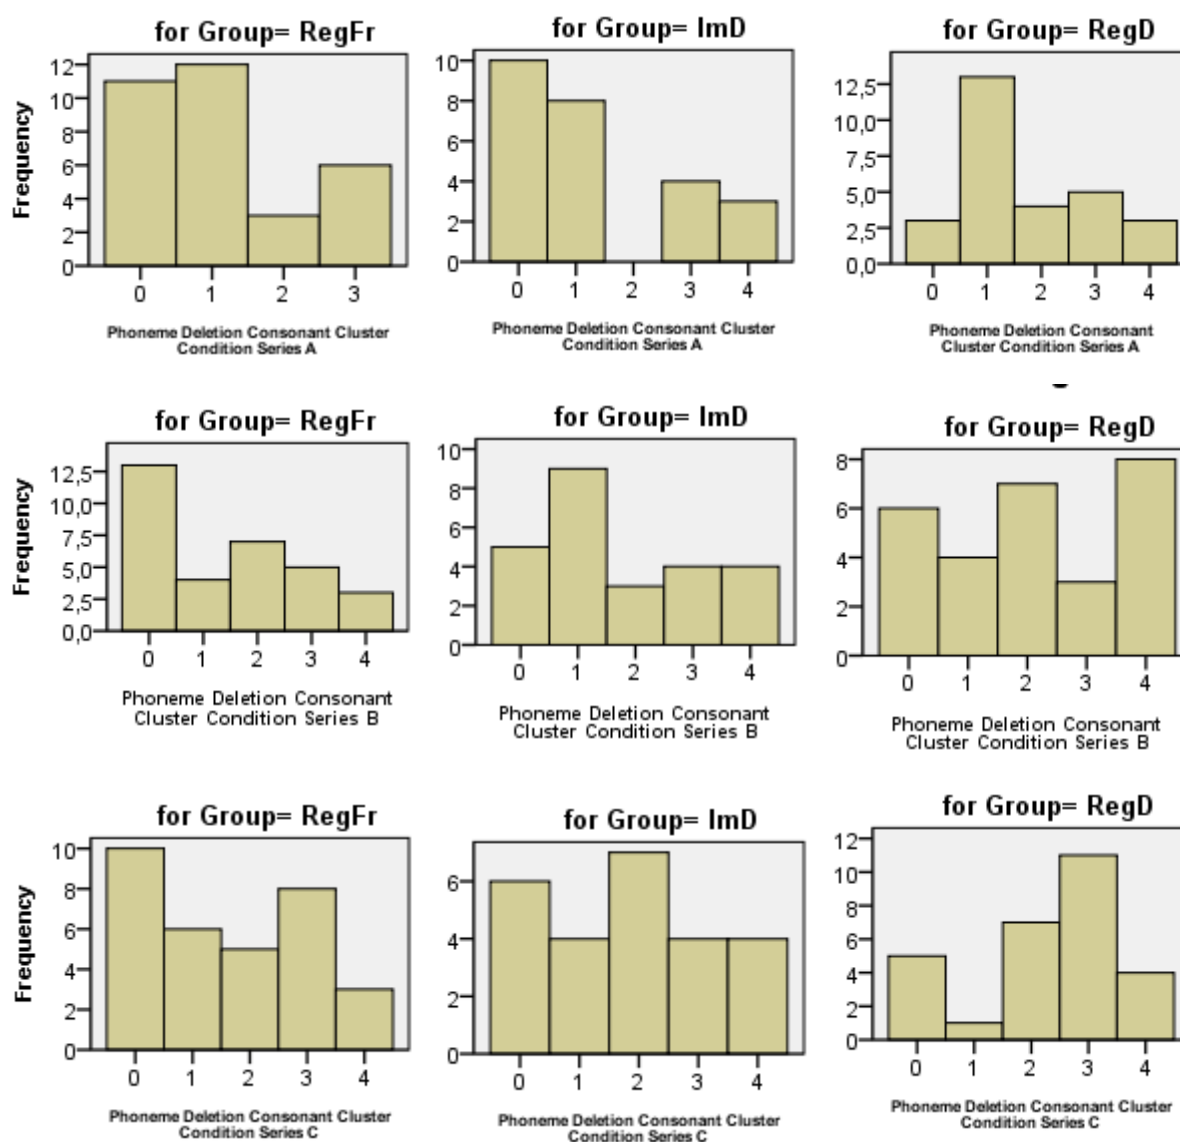 for Group= RegFr
for Group= ImD
for Group= RegD
Frequency
12
10
8
6
4
2
0
0 1 2 3
Phoneme Deletion Consonant Cluster
Condition Series A
10
8
6
4
2
0
0 1 2 3 4
Phoneme Deletion Consonant Cluster
Condition Series A
12,5
10,0
7,5
5,0
2,5
0,0
0 1 2 3 4
Phoneme Deletion Consonant
Cluster Condition Series A
for Group= RegFr
for Group= ImD
for Group= RegD
Frequency
12,5
10,0
7,5
5,0
2,5
0,0
0 1 2 3 4
Phoneme Deletion Consonant
Cluster Condition Series B
10
8
6
4
2
0
0 1 2 3 4
Phoneme Deletion Consonant
Cluster Condition Series B
8
6
4
2
0
0 1 2 3 4
Phoneme Deletion Consonant
Cluster Condition Series B
for Group= RegFr
for Group= ImD
for Group= RegD
Frequency
10
8
6
4
2
0
0 1 2 3 4
Phoneme Deletion Consonant Cluster
Condition Series C
6
4
2
0
0 1 2 3 4
Phoneme Deletion Consonant Cluster
Condition Series C
12
10
8
6
4
2
0
0 1 2 3 4
Phoneme Deletion Consonant Cluster
Condition Series C